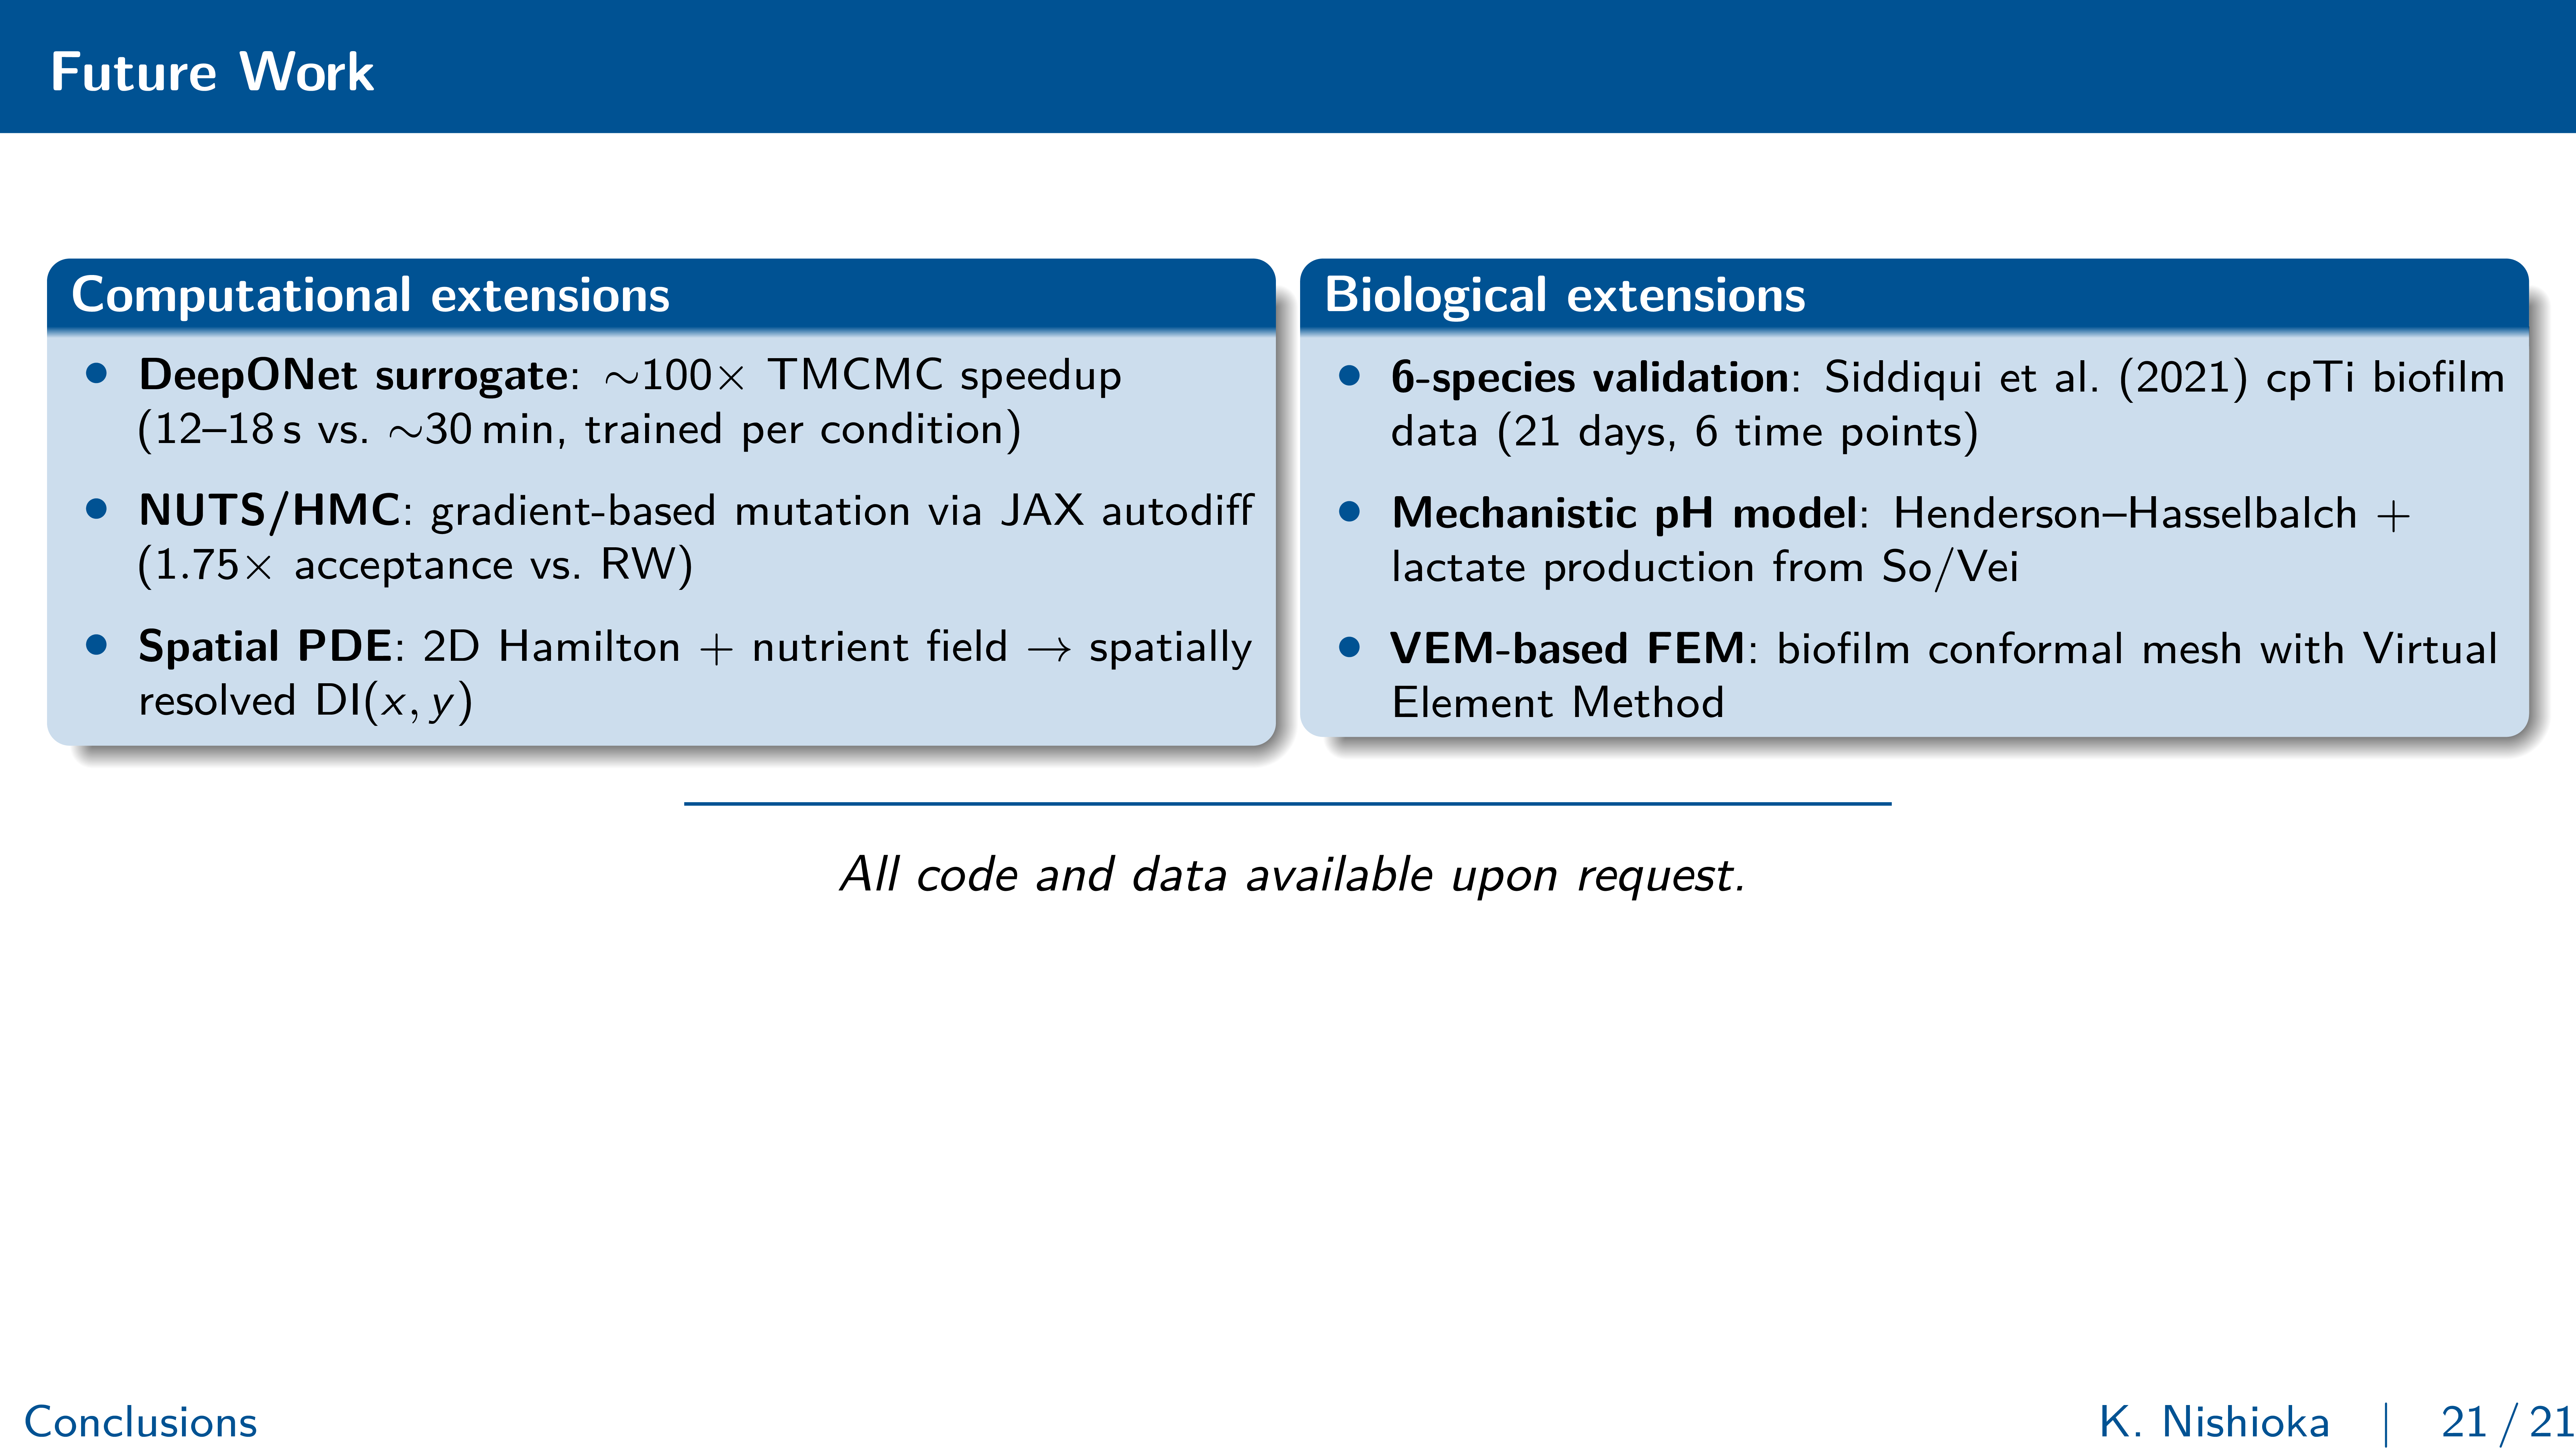 Future Work
Computational extensions
• DeepONet surrogate: ∼100× TMCMC speedup
(12–18 s vs. ∼30 min, trained per condition)
• NUTS/HMC: gradient-based mutation via JAX autodiff
(1.75× acceptance vs. RW)
• Spatial PDE: 2D Hamilton + nutrient field → spatially
resolved DI(x, y)
Biological extensions
• 6-species validation: Siddiqui et al. (2021) cpTi biofilm
data (21 days, 6 time points)
• Mechanistic pH model: Henderson–Hasselbalch +
lactate production from So/Vei
• VEM-based FEM: biofilm conformal mesh with Virtual
Element Method
All code and data available upon request.
Conclusions
K. Nishioka | 21 / 21